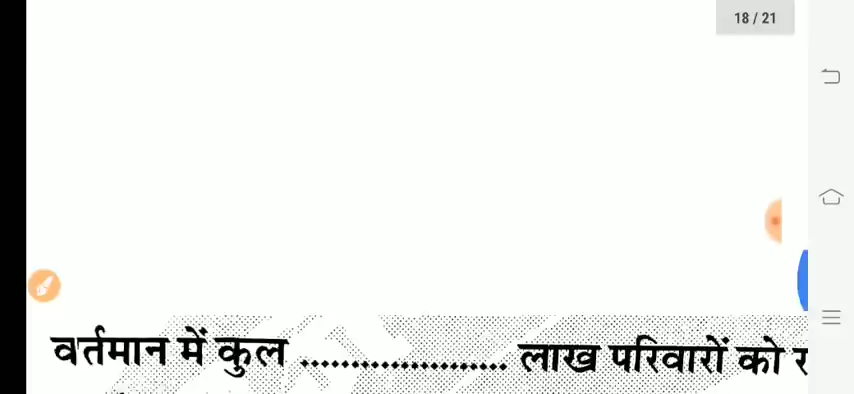 18 / 21
वर्तमान में कुल ..................... लाख परिवारों को